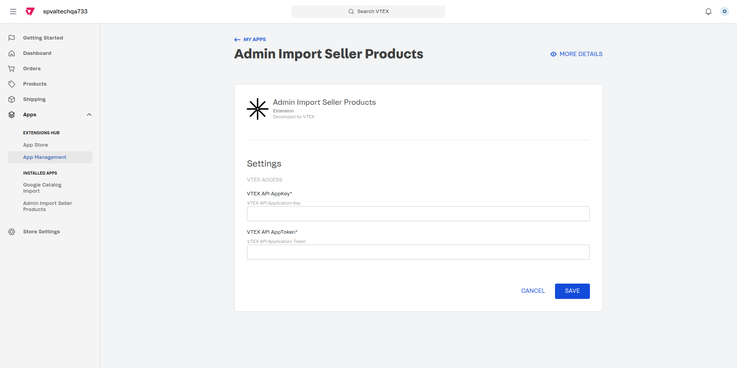 spvaltechqa733
Search VTEX
G
Getting Started
Dashboard
Orders
Products
Shipping
Apps
EXTENSIONS HUB
App Store
App Management
INSTALLED APPS
Google Catalog
Import
Admin Import Seller
Products
Store Settings
MY APPS
Admin Import Seller Products
MORE DETAILS
Admin Import Seller Products
Extension
Developed by VTEX
Settings
VTEX ACCESS
VTEX API AppKey*
VTEX API Application Key
VTEX API AppToken*
VTEX API Application Token
CANCEL
SAVE